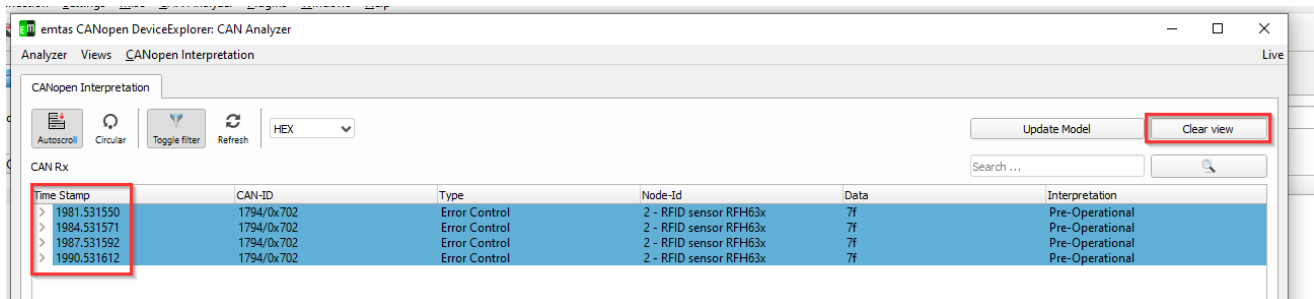 emtas CANopen DeviceExplorer: CAN Analyzer
Analyzer Views CANopen Interpretation Live
CANopen Interpretation
Autoscroll Circular Toggle filter Refresh HEX Update Model Clear view
CAN Rx Search ...
Time Stamp CAN-ID Type Node-Id Data Interpretation
> 1981.531550 1794/0x702 Error Control 2 - RFID sensor RFH63x 7f Pre-Operational
> 1984.531571 1794/0x702 Error Control 2 - RFID sensor RFH63x 7f Pre-Operational
> 1987.531592 1794/0x702 Error Control 2 - RFID sensor RFH63x 7f Pre-Operational
> 1990.531612 1794/0x702 Error Control 2 - RFID sensor RFH63x 7f Pre-Operational